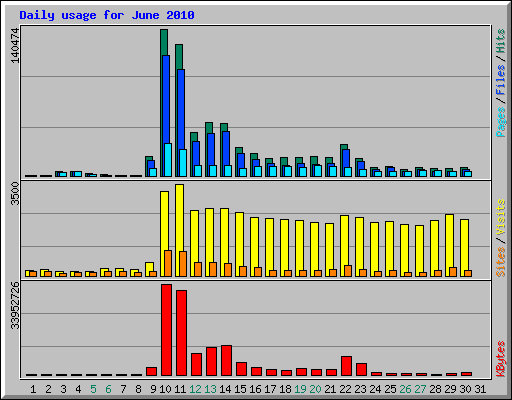 Daily usage for June 2010
140474
Pages / Files / Hits
3500
Sites / Visits
33952726
KBytes
1 2 3 4 5 6 7 8 9 10 11 12 13 14 15 16 17 18 19 20 21 22 23 24 25 26 27 28 29 30 31